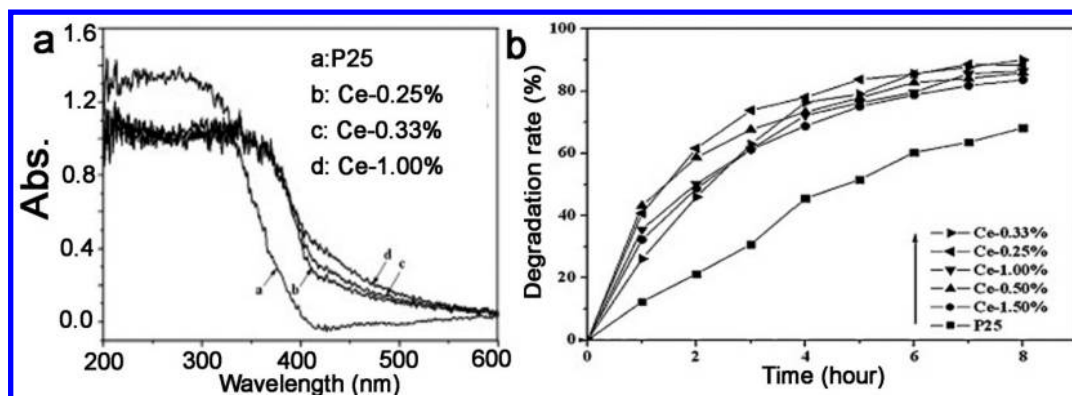 a
1.6
1.2
0.8
0.4
0.0
Abs.
a:P25
b: Ce-0.25%
c: Ce-0.33%
d: Ce-1.00%
a
b
c
d
200
300
400
500
600
Wavelength (nm)
b
100
80
60
40
20
0
Degradation rate (%)
Ce-0.33%
Ce-0.25%
Ce-1.00%
Ce-0.50%
Ce-1.50%
P25
0
2
4
6
8
Time (hour)